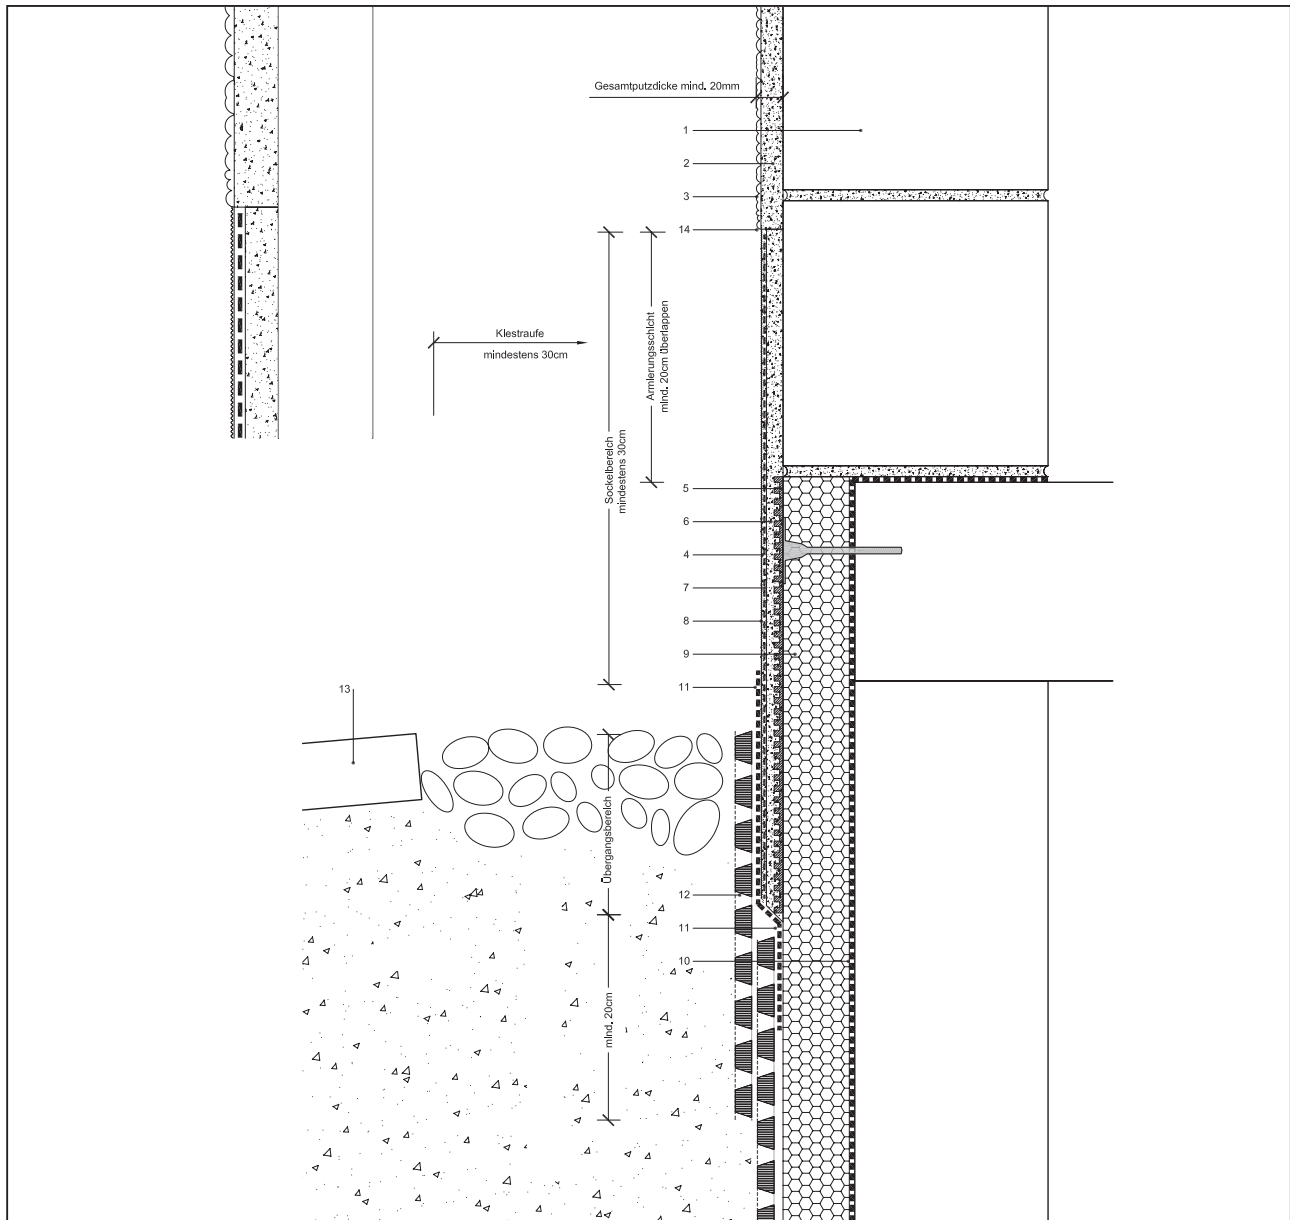 Gesamtputzdicke mind. 20mm
1
2
3
14
Kiestraufe
mindestens 30cm
Armierungsschicht
mind. 20cm überlappen
Sockelbereich
mindestens 30cm
5
6
4
7
8
9
11
13
Übergangsbereich
12
11
10
mind. 20cm